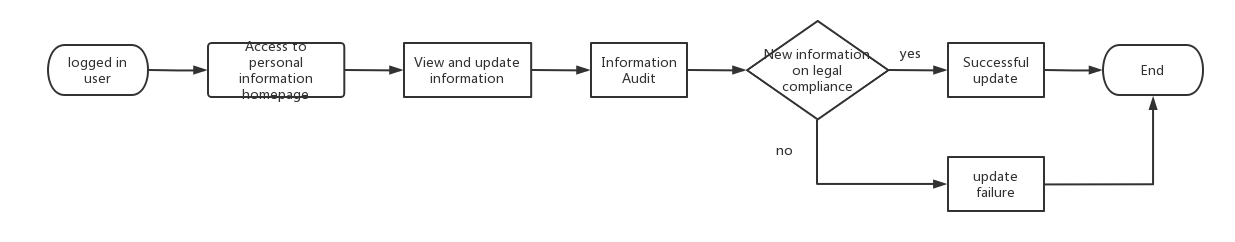 logged in
user
Access to
personal
information
homepage
View and update
information
Information
Audit
New information
on legal
compliance
yes
Successful
update
End
no
update
failure